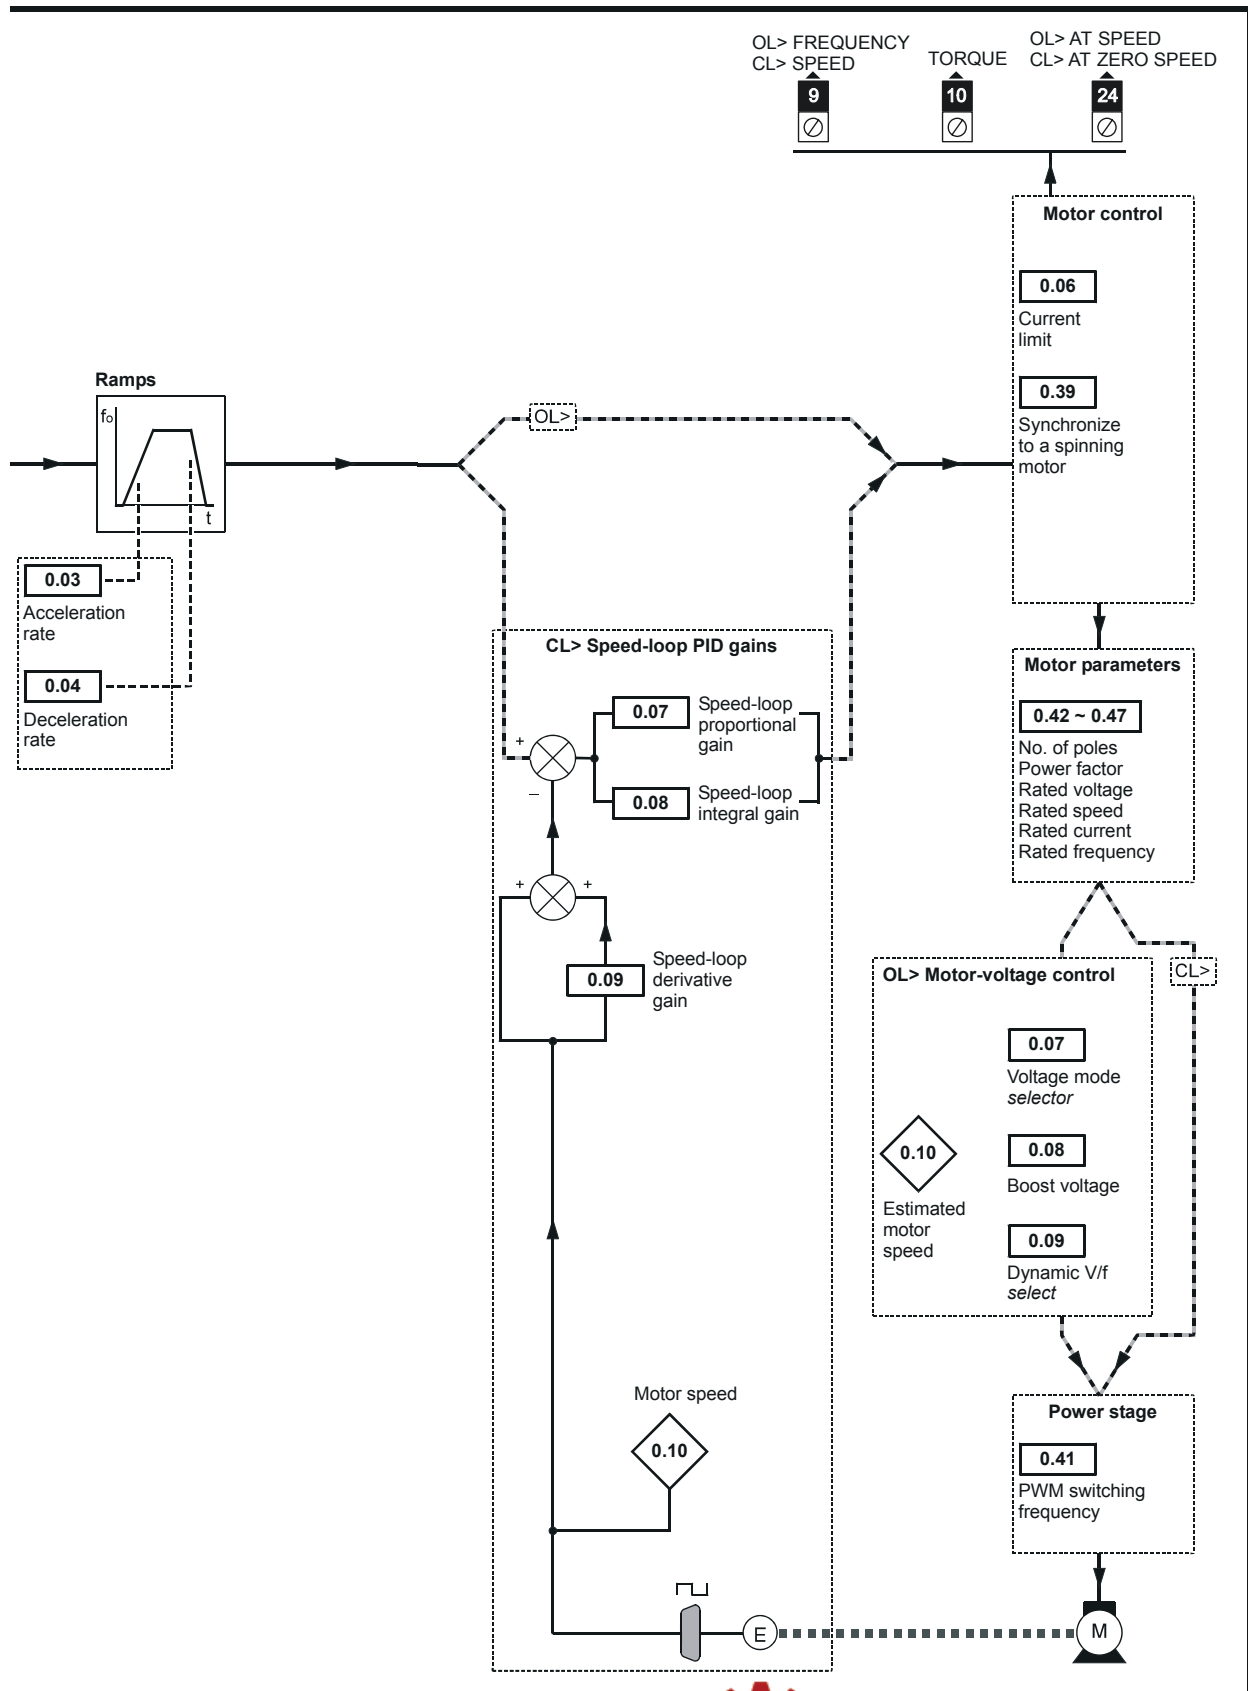 OL> FREQUENCY
CL> SPEED
TORQUE
OL> AT SPEED
CL> AT ZERO SPEED
9
10
24
Motor control
0.06
Current
limit
0.39
Synchronize
to a spinning
motor
Ramps
fo
t
OL>
0.03
Acceleration
rate
0.04
Deceleration
rate
CL> Speed-loop PID gains
0.07
Speed-loop
proportional
gain
+
–
0.08
Speed-loop
integral gain
+
+
0.09
Speed-loop
derivative
gain
Motor parameters
0.42 ~ 0.47
No. of poles
Power factor
Rated voltage
Rated speed
Rated current
Rated frequency
OL> Motor-voltage control
CL>
0.07
Voltage mode
selector
0.10
Estimated
motor
speed
0.08
Boost voltage
0.09
Dynamic V/f
select
Motor speed
0.10
Power stage
0.41
PWM switching
frequency
E
M